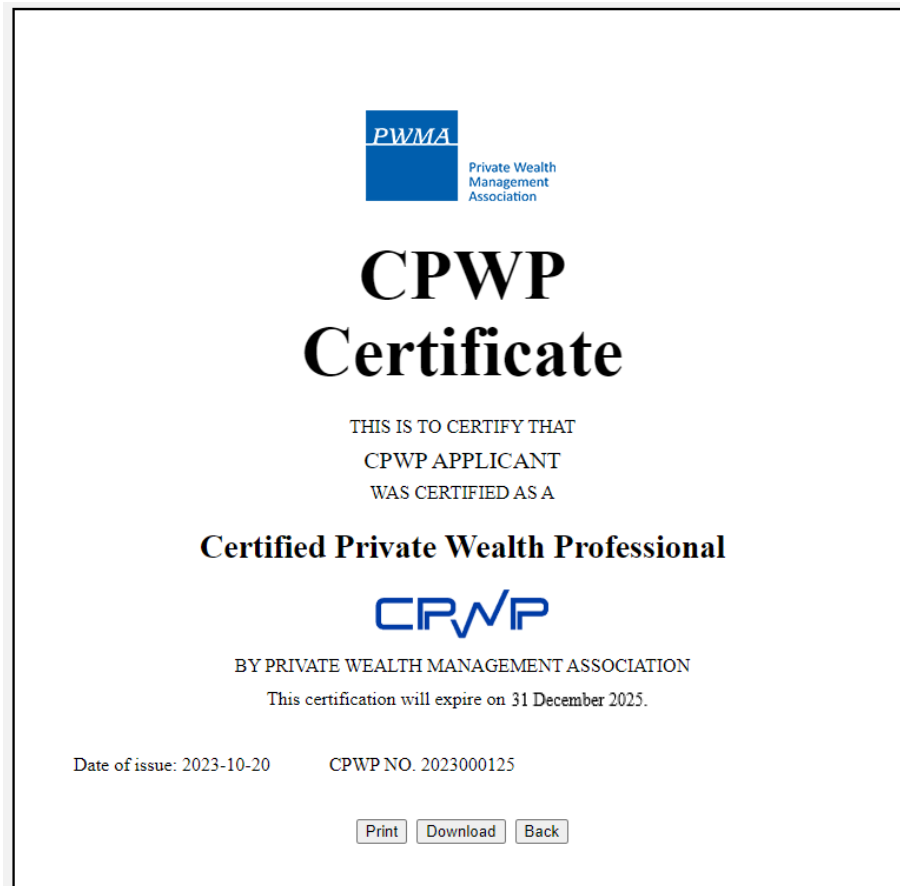 PWMA
Private Wealth
Management
Association
CPWP
Certificate
THIS IS TO CERTIFY THAT
CPWP APPLICANT
WAS CERTIFIED AS A
Certified Private Wealth Professional
CPWP
BY PRIVATE WEALTH MANAGEMENT ASSOCIATION
This certification will expire on 31 December 2025.
Date of issue: 2023-10-20 CPWP NO. 2023000125
Print Download Back